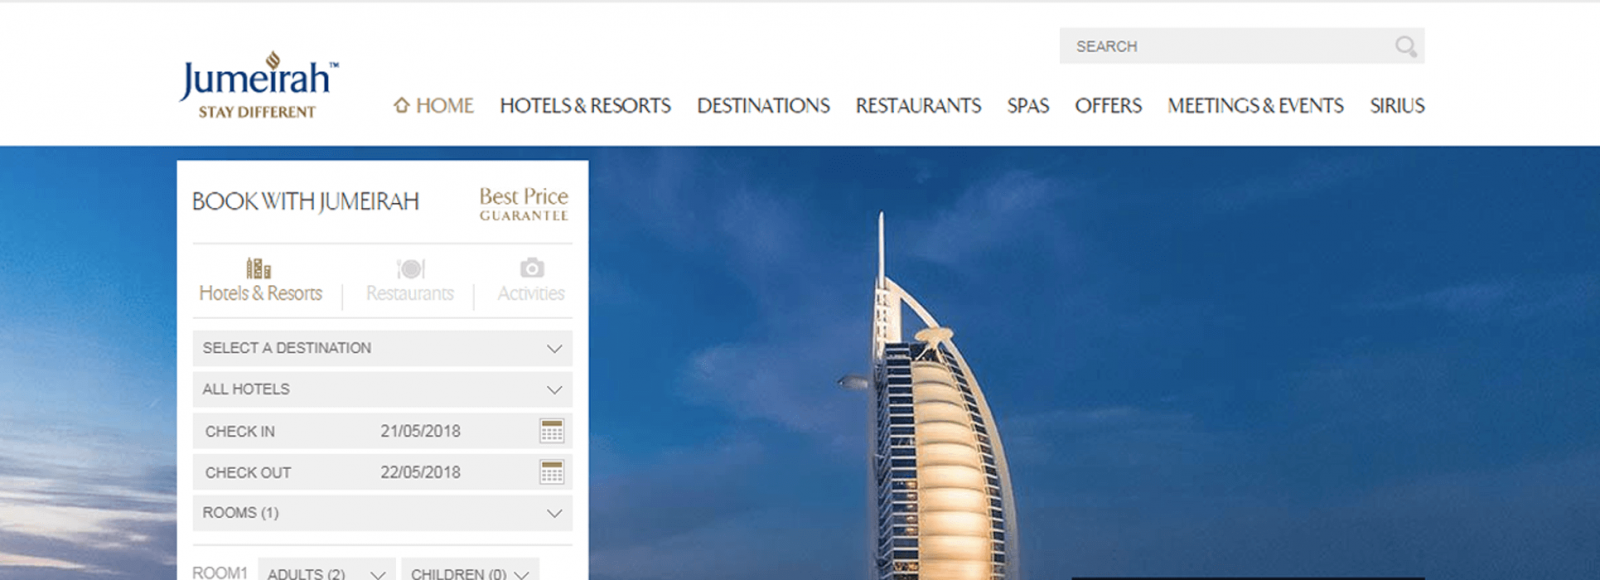 SEARCH
Jumeirah™
STAY DIFFERENT
HOME HOTELS & RESORTS DESTINATIONS RESTAURANTS SPAS OFFERS MEETINGS & EVENTS SIRIUS
BOOK WITH JUMEIRAH
Best Price
GUARANTEE
Hotels & Resorts Restaurants Activities
SELECT A DESTINATION
ALL HOTELS
CHECK IN 21/05/2018
CHECK OUT 22/05/2018
ROOMS (1)
ROOM1 ADULTS (2) CHILDREN (0)